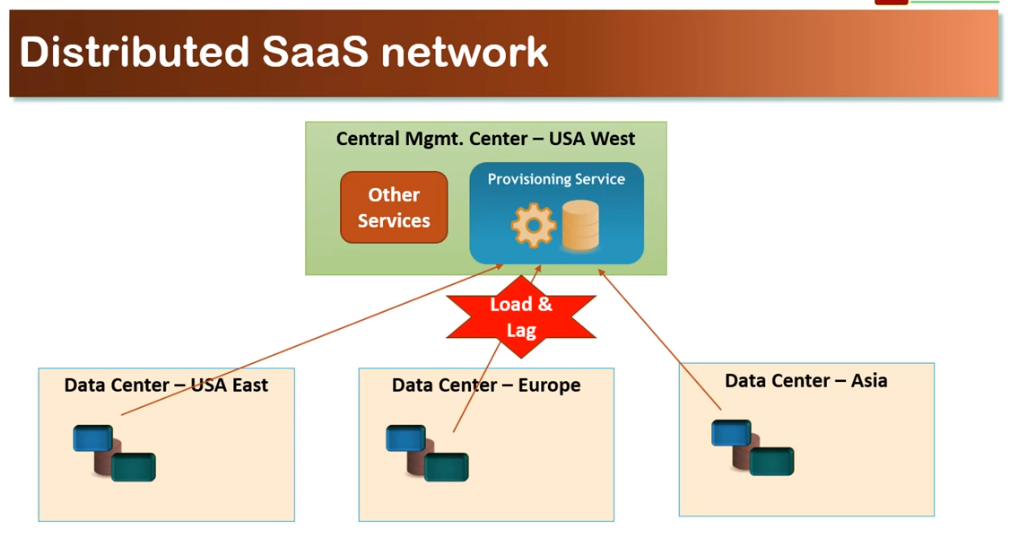 Distributed SaaS network
Central Mgmt. Center – USA West
Other
Services
Provisioning Service
Load &
Lag
Data Center – USA East
Data Center – Europe
Data Center – Asia